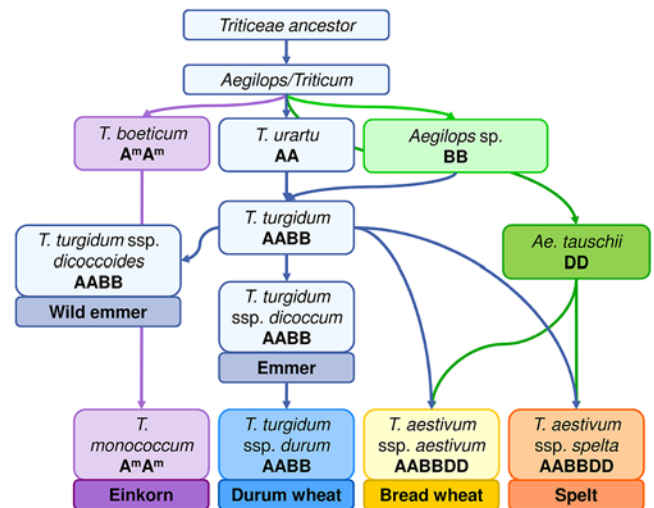 Triticeae ancestor
Aegilops/Triticum
T. boeticum
AᵐAᵐ
T. urartu
AA
Aegilops sp.
BB
T. turgidum ssp.
dicoccoides
AABB
Wild emmer
T. turgidum
AABB
Ae. tauschii
DD
T. turgidum
ssp. dicoccum
AABB
Emmer
T.
monococcum
AᵐAᵐ
Einkorn
T. turgidum
ssp. durum
AABB
Durum wheat
T. aestivum
ssp. aestivum
AABBDD
Bread wheat
T. aestivum
ssp. spelta
AABBDD
Spelt